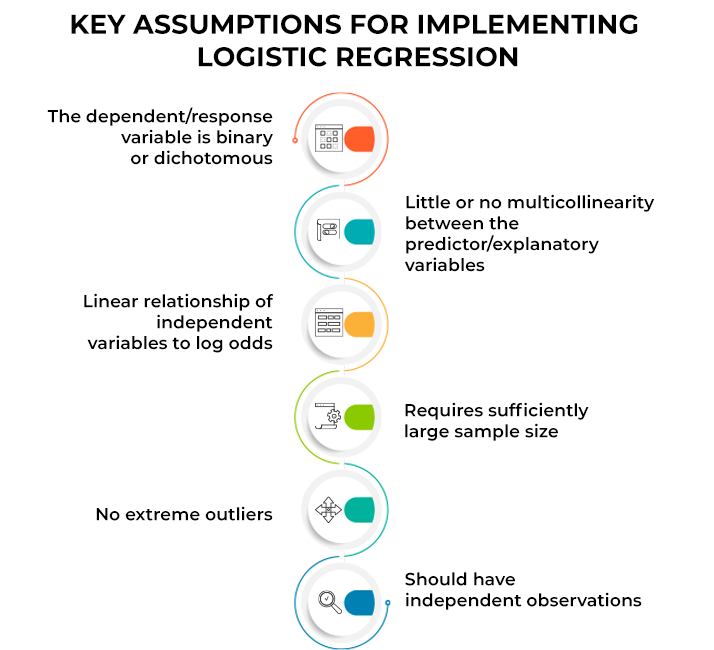 KEY ASSUMPTIONS FOR IMPLEMENTING
LOGISTIC REGRESSION
The dependent/response
variable is binary
or dichotomous
Little or no multicollinearity
between the
predictor/explanatory
variables
Linear relationship of
independent
variables to log odds
Requires sufficiently
large sample size
No extreme outliers
Should have
independent observations